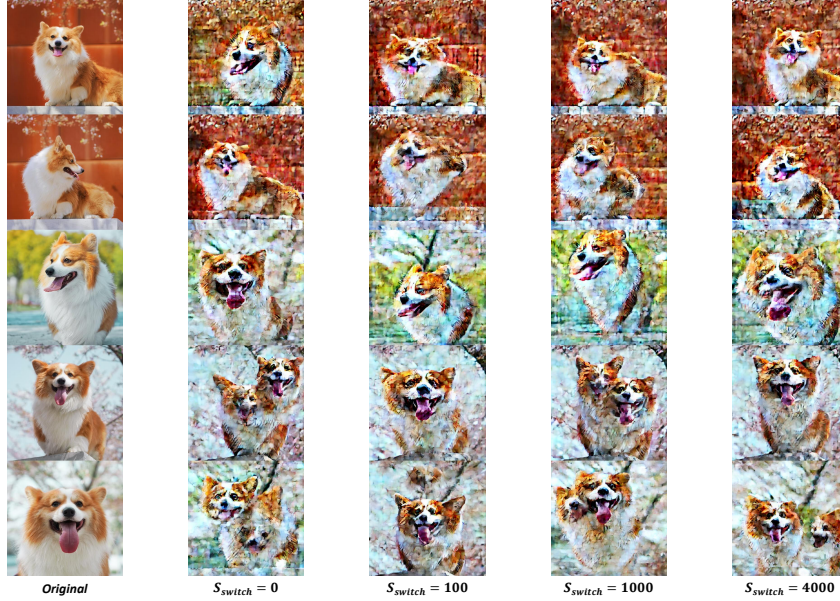 Original
S_switch = 0
S_switch = 100
S_switch = 1000
S_switch = 4000